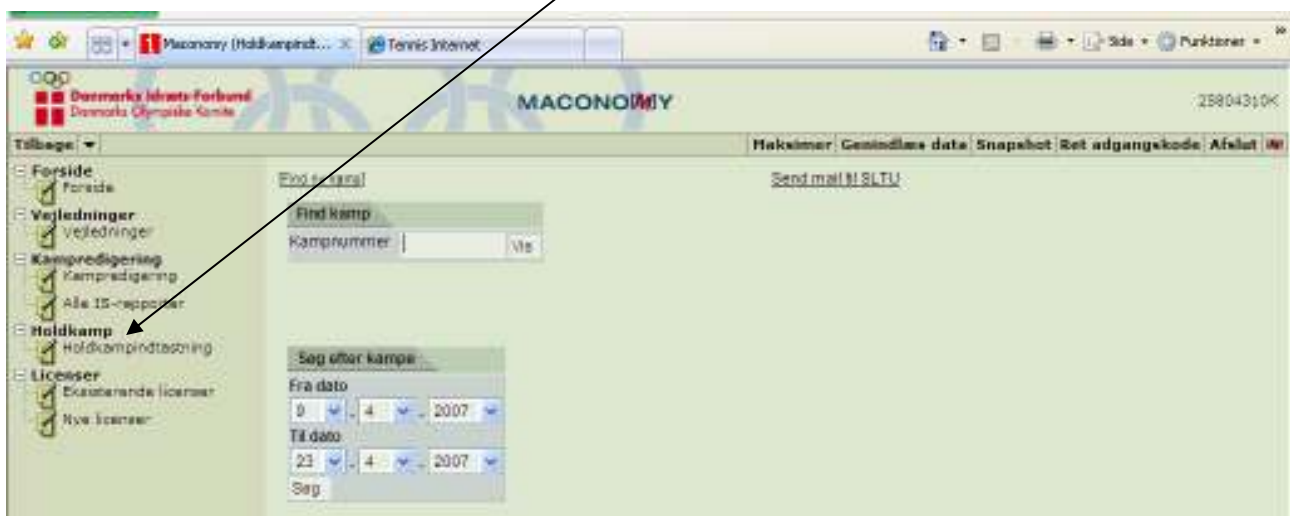 Maconomy (Holdkampindt... Tennis Internet Side Funktioner
Danmarks Idræts-Forbund
Danmarks Olympiske Komite
MACONOMY
25804310K
Tilbage Maksimer Genindlæs data Snapshot Ret adgangskode Afslut
Forside
Forside
Vejledninger
Vejledninger
Kampredigering
Kampredigering
Alle IS-rapporter
Holdkamp
Holdkampindtastning
Licenser
Eksisterende licenser
Nye licenser
Send mail til SLTU
Find kamp
Kampnummer Vis
Søg efter kampe
Fra dato
9 . 4 . 2007
Til dato
23 . 4 . 2007
Søg